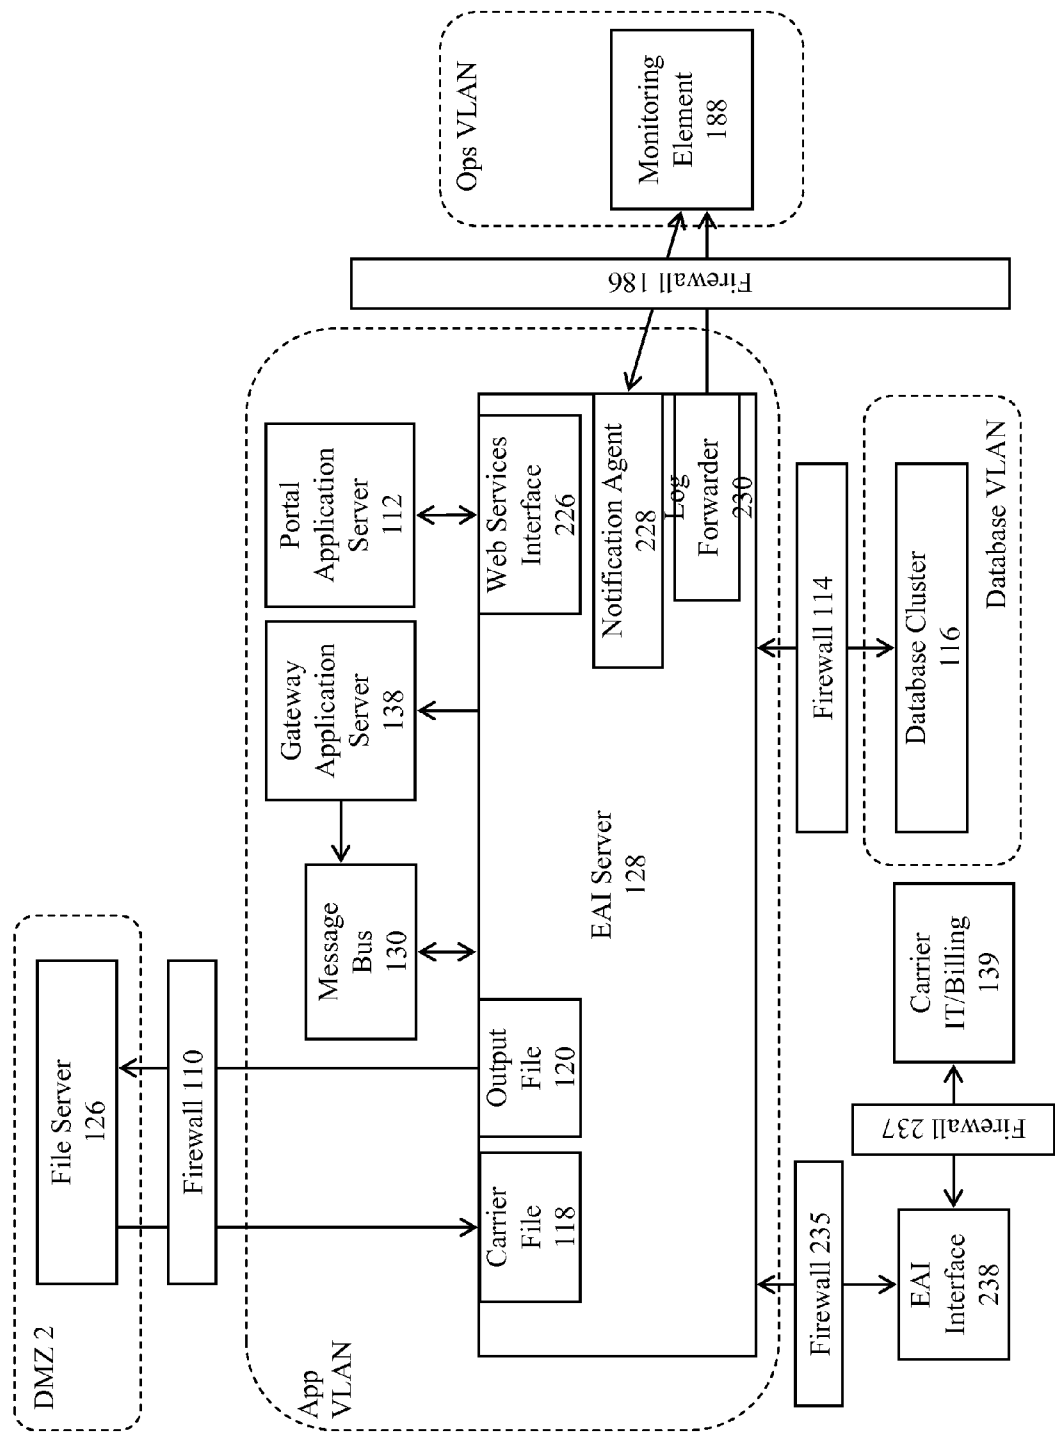 DMZ 2
File Server
126
Firewall 110
App
VLAN
Carrier
File
118
Output
File
120
Message
Bus
130
Gateway
Application
Server
138
Portal
Application
Server
112
EAI Server
128
Web Services
Interface
226
Notification Agent
228
Log
Forwarder
230
Firewall 186
Ops VLAN
Monitoring
Element
188
Firewall 235
EAI
Interface
238
Firewall 237
Carrier
IT/Billing
139
Firewall 114
Database Cluster
116
Database VLAN